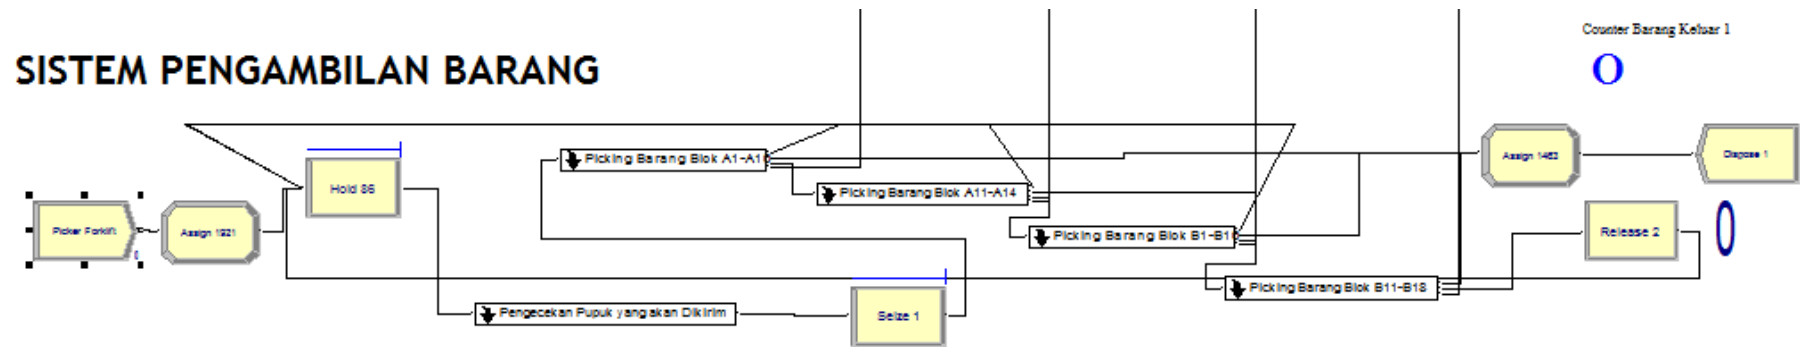 Counter Barang Keluar 1
SISTEM PENGAMBILAN BARANG
0
Picking Barang Blok A1-A1
Assign 1463
Dispose 1
Hold 86
Picking Barang Blok A11-A14
Picker Forklift
Assign 1921
0
Picking Barang Blok B1-B1
Release 2
0
Picking Barang Blok B11-B18
Pengecekan Pupuk yang akan Dikirim
Seize 1